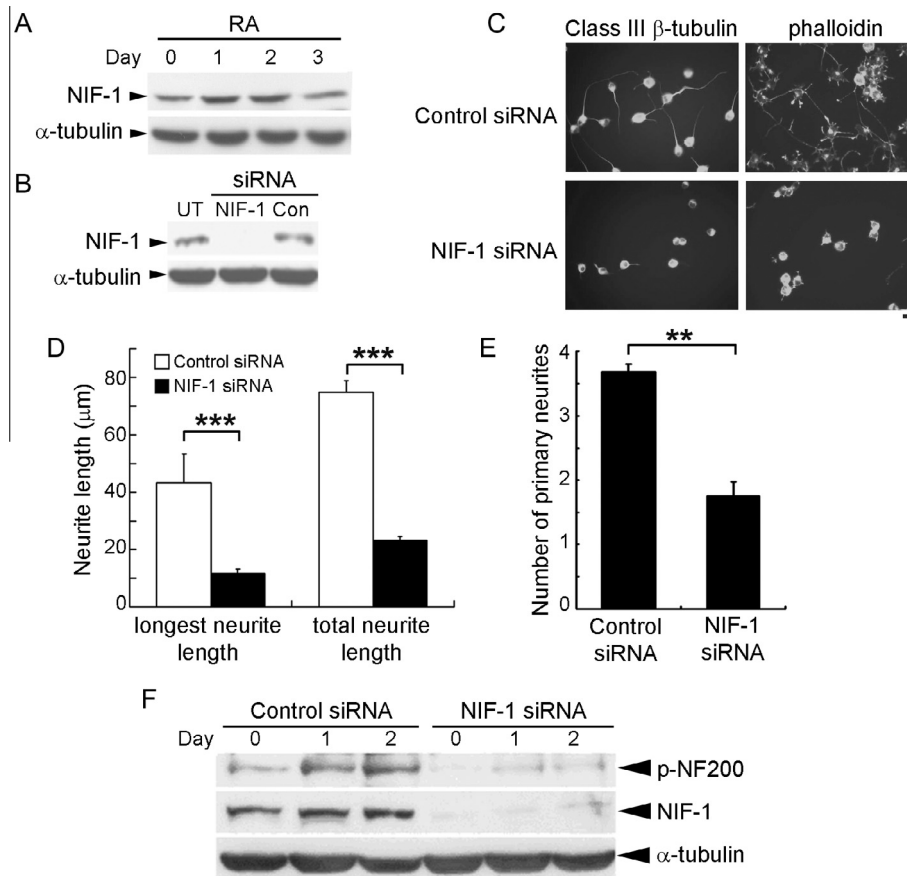 A
RA
Day 0 1 2 3
NIF-1
α-tubulin
B
siRNA
UT NIF-1 Con
NIF-1
α-tubulin
C
Class III β-tubulin phalloidin
Control siRNA
NIF-1 siRNA
D
Control siRNA
NIF-1 siRNA
***
***
Neurite length (μm)
80
60
40
20
0
longest neurite length
total neurite length
E
**
Number of primary neurites
4
3
2
1
0
Control siRNA
NIF-1 siRNA
F
Control siRNA NIF-1 siRNA
Day 0 1 2 0 1 2
p-NF200
NIF-1
α-tubulin